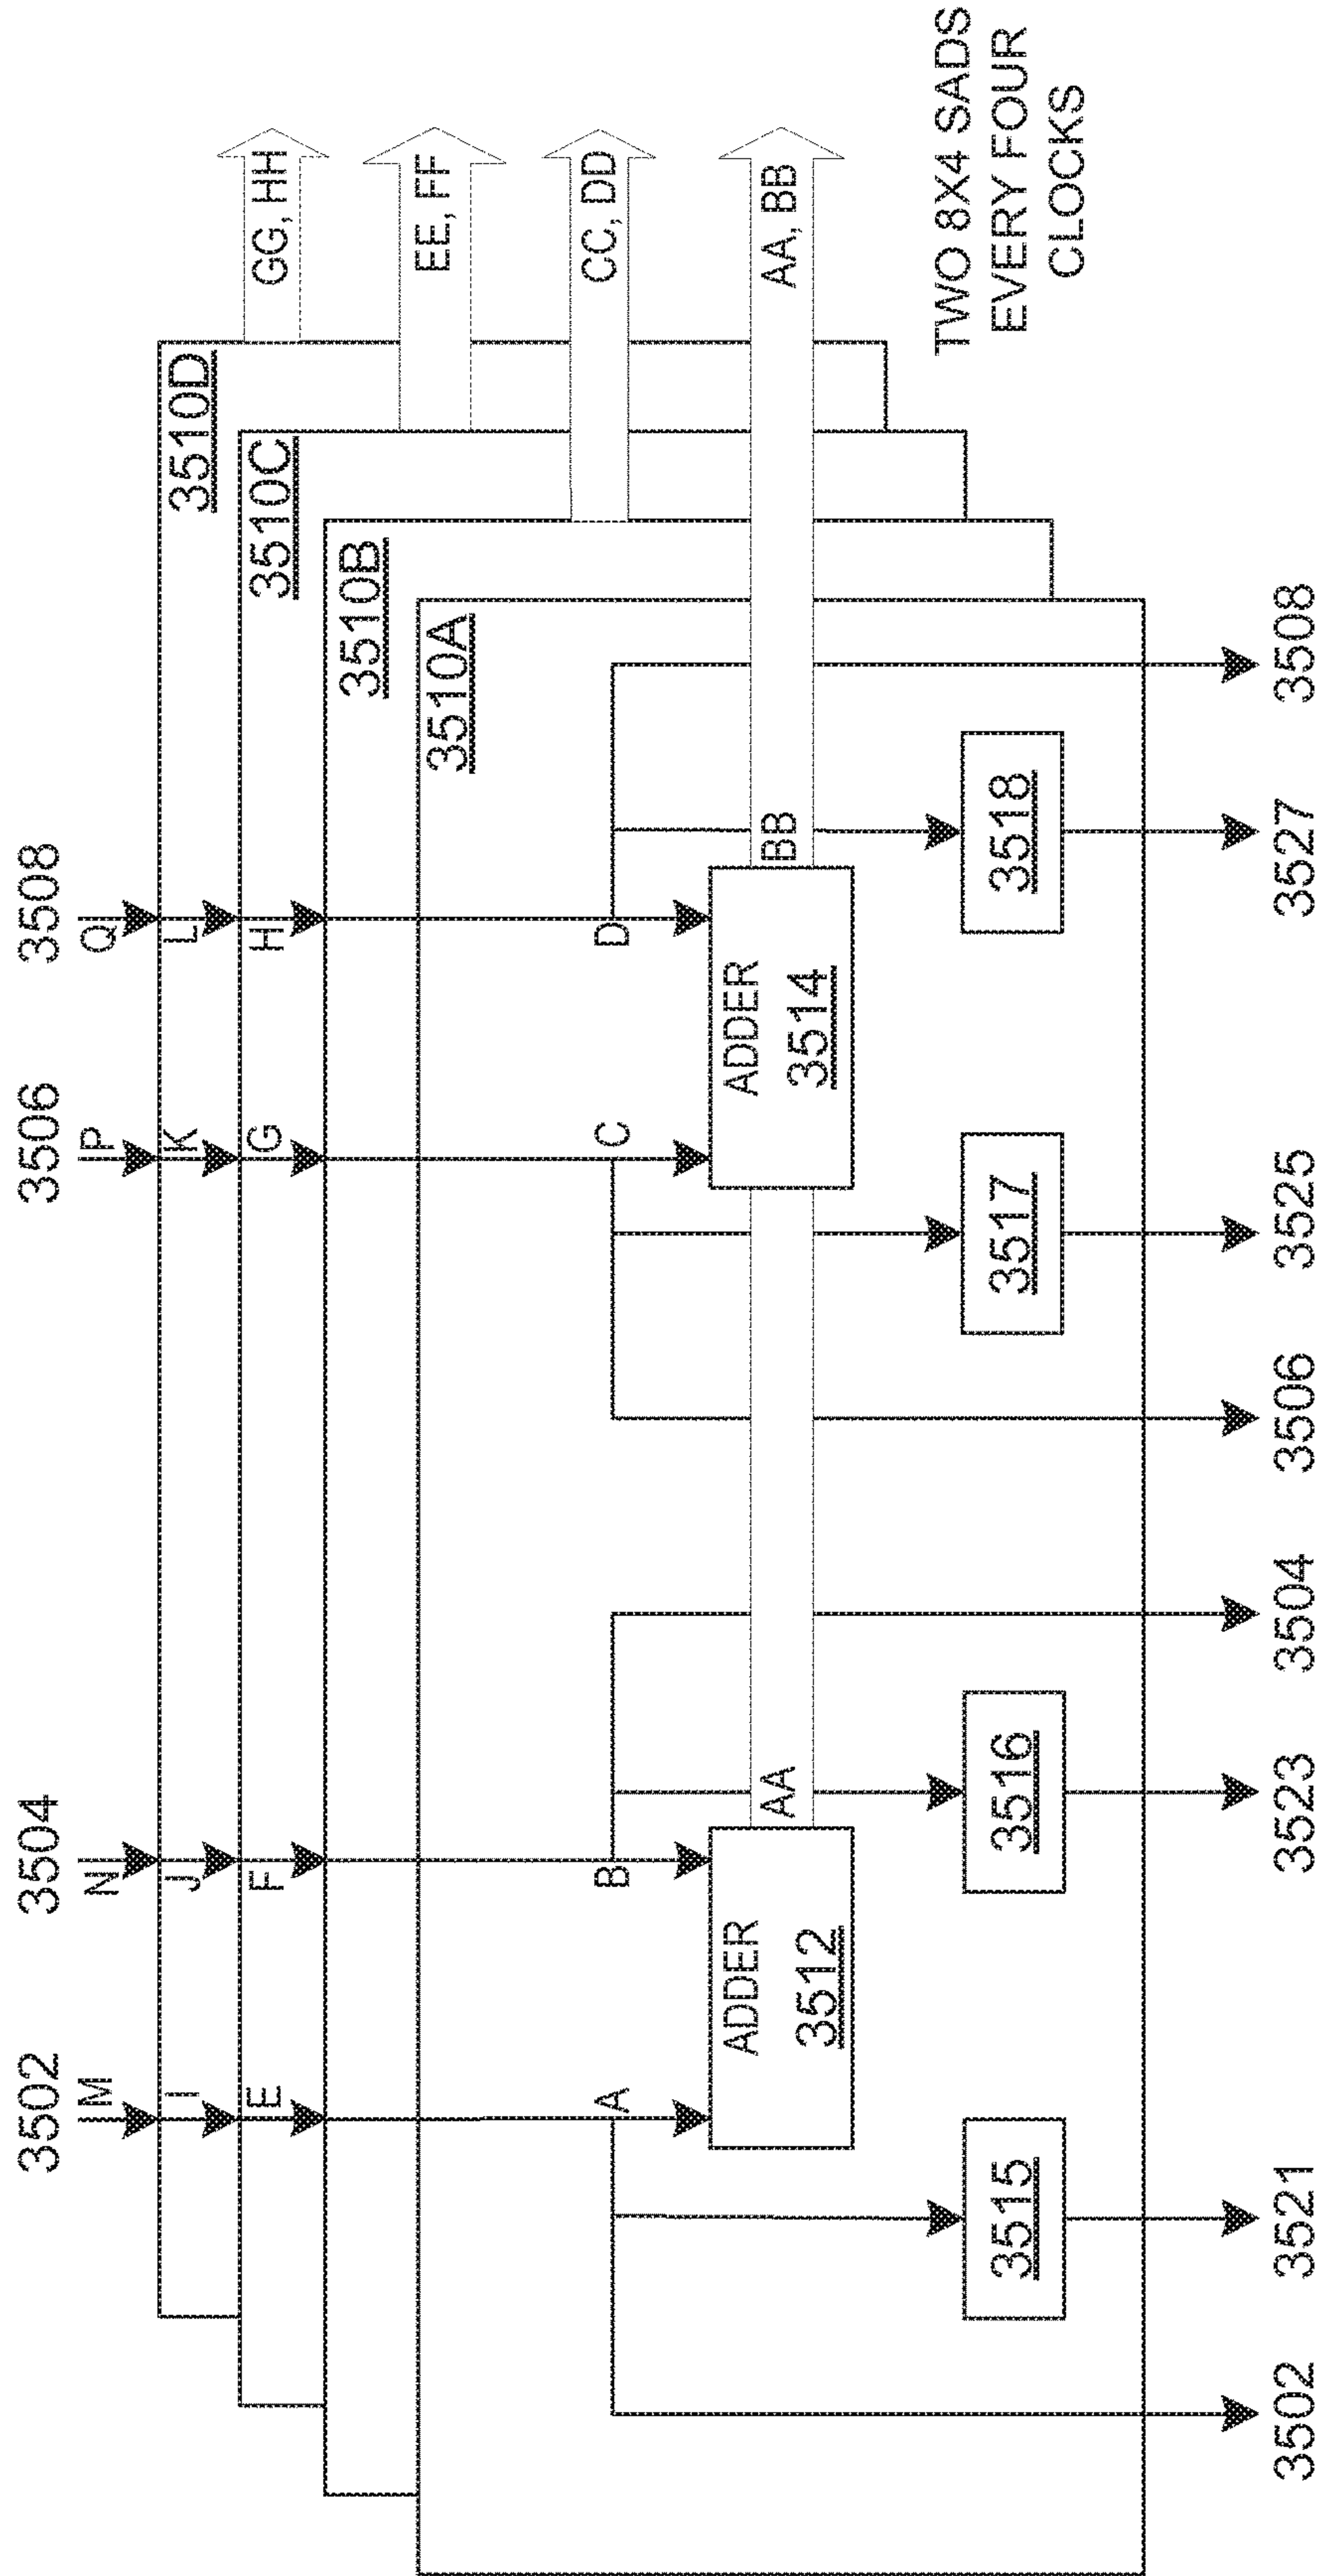 3502 3504 3506 3508
M N P Q
I J K L 3510D
E F G H 3510C GG, HH
3510B
3510A EE, FF
A B C D CC, DD
ADDER ADDER
AA BB AA, BB
3512 3514
TWO 8X4 SADS
EVERY FOUR
CLOCKS
3515 3516 3517 3518
3502 3521 3523 3504 3506 3525 3527 3508